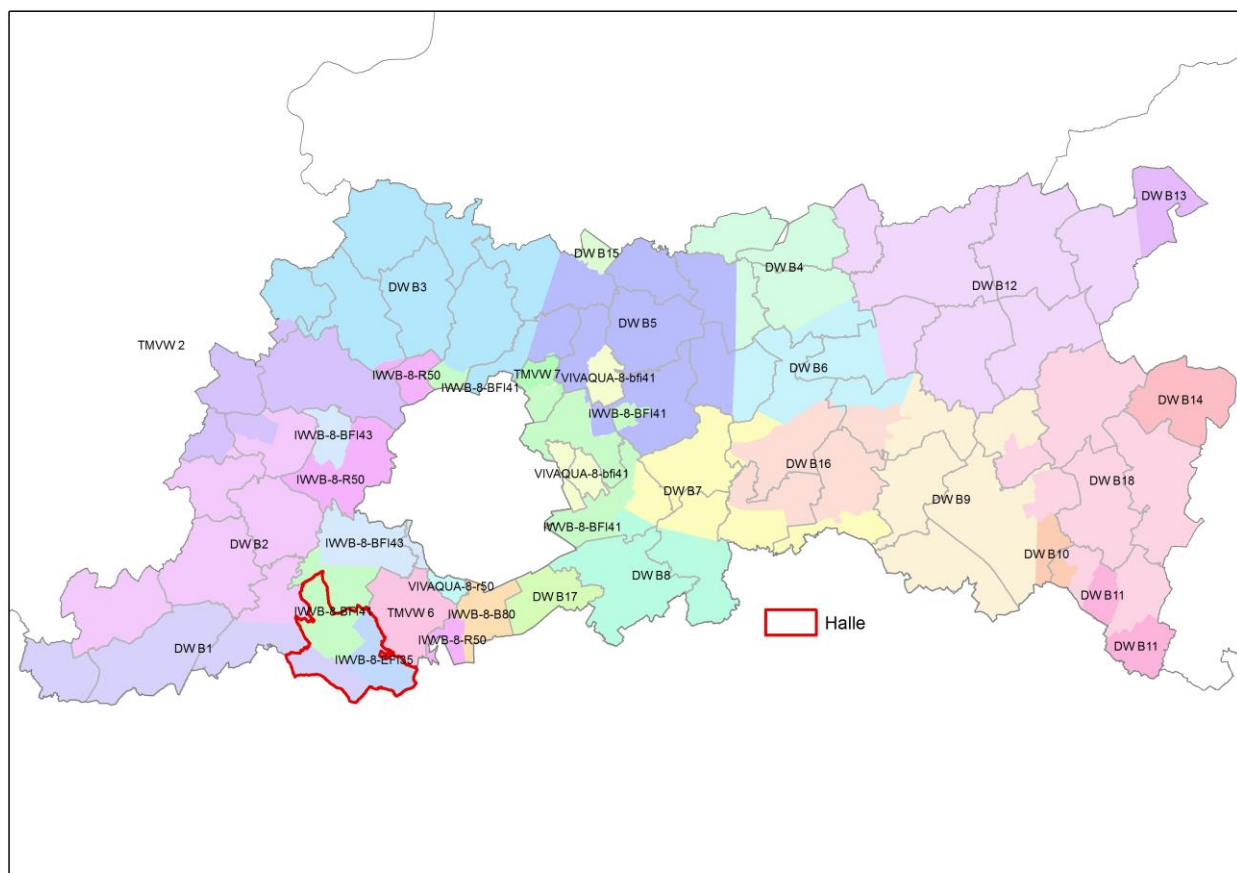 DW B13
DW B15
DW B4
DW B3
DW B12
DW B5
TMVW 2
DW B6
IWVB-8-R50
TMVW 7
VIVAQUA-8-bfi41
IWVB-8-BFI41
DW B14
IWVB-8-BFI41
IWVB-8-BFI43
DW B16
VIVAQUA-8-bfi41
IWVB-8-R50
DW B18
DW B7
DW B9
IWVB-8-BFI41
IWVB-8-BFI43
DW B2
DW B8
DW B10
VIVAQUA-8-r50
DW B17
DW B11
IWVB-8-BFI41
TMVW 6
IWVB-8-B80
Halle
IWVB-8-R50
DW B1
DW B11
IWVB-8-EFI35